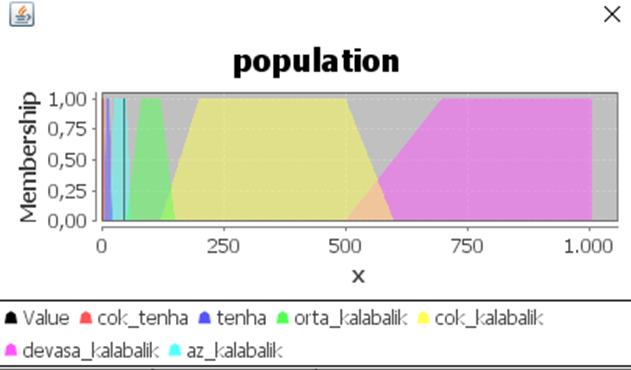 population
1,00
0,75
0,50
0,25
0,00
Membership
0 250 500 750 1.000
x
Value cok_tenha tenha orta_kalabalik cok_kalabalik
devasa_kalabalik az_kalabalik